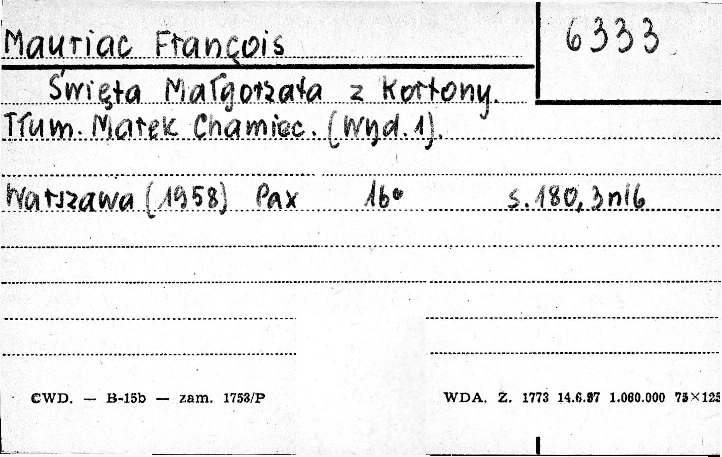 Mauriac François
6333
Święta Małgorzata z Kortony.
Tłum. Marek Chamiec. (Wyd. 1).
Warszawa (1958) Pax 16° s. 180, 3 nlb
CWD. — B-15b — zam. 1753/P
WDA. Z. 1773 14.6.57 1.060.000 75×125